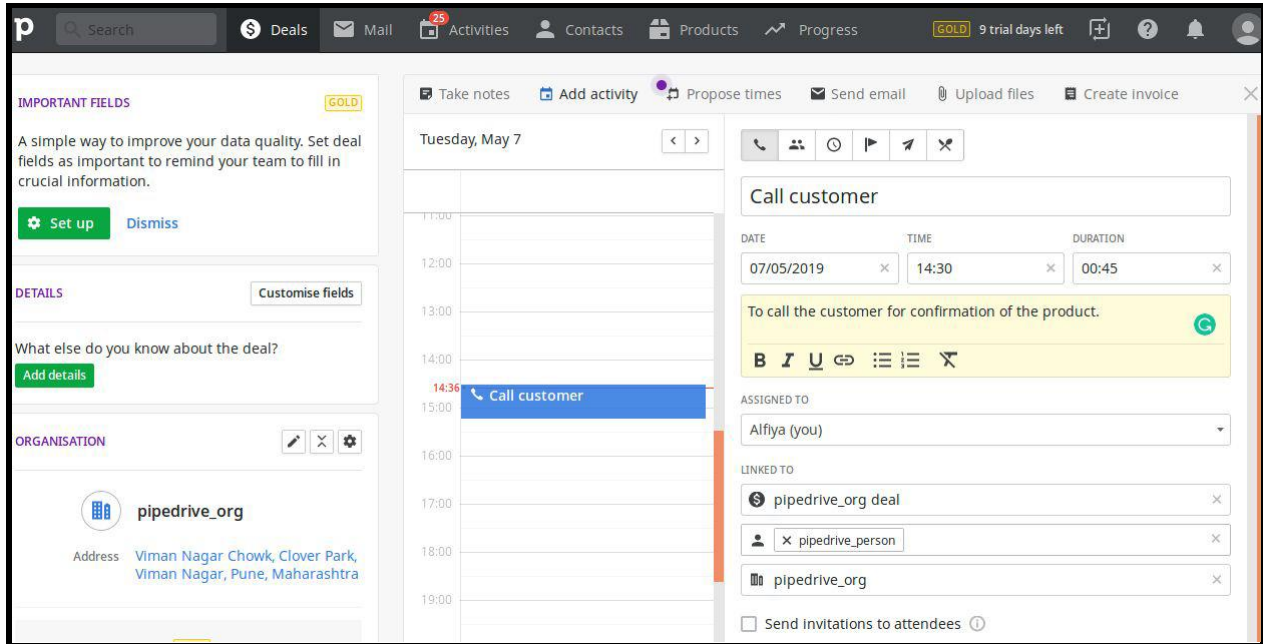 p Search Deals Mail 25 Activities Contacts Products Progress GOLD 9 trial days left
IMPORTANT FIELDS GOLD
A simple way to improve your data quality. Set deal
fields as important to remind your team to fill in
crucial information.
Set up Dismiss
DETAILS Customise fields
What else do you know about the deal?
Add details
ORGANISATION
pipedrive_org
Address Viman Nagar Chowk, Clover Park,
Viman Nagar, Pune, Maharashtra
Take notes Add activity Propose times Send email Upload files Create invoice
Tuesday, May 7
11:00
12:00
13:00
14:00
14:36 Call customer
15:00
16:00
17:00
18:00
19:00
Call customer
DATE TIME DURATION
07/05/2019 14:30 00:45
To call the customer for confirmation of the product.
B I U
ASSIGNED TO
Alfiya (you)
LINKED TO
pipedrive_org deal
pipedrive_person
pipedrive_org
Send invitations to attendees